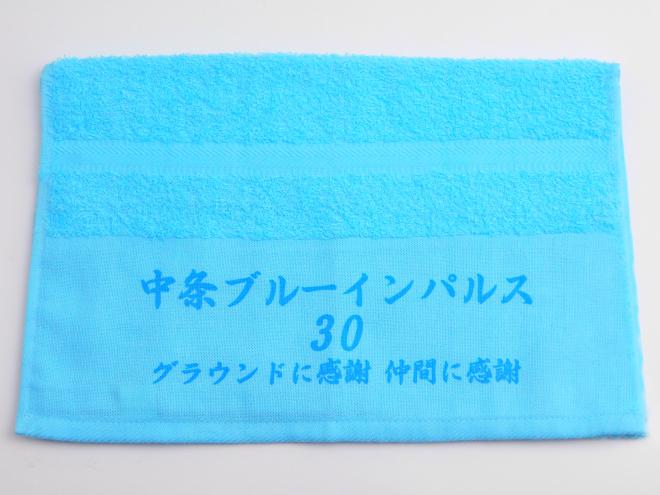 中条ブルーインパルス
30
グラウンドに感謝 仲間に感謝